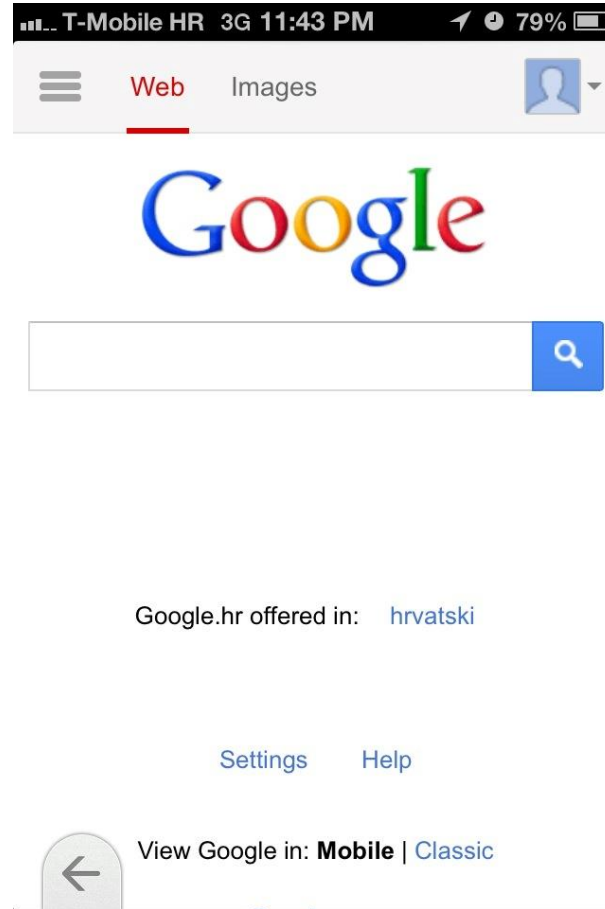 T-Mobile HR 3G 11:43 PM 79%
Web Images
Google
Google.hr offered in: hrvatski
Settings Help
View Google in: Mobile | Classic